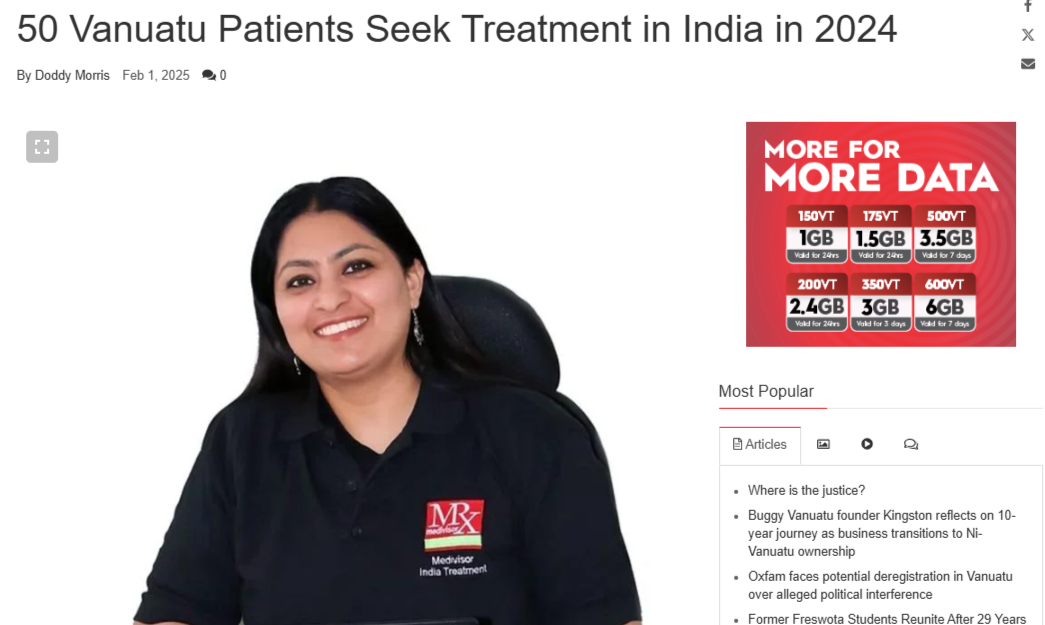 50 Vanuatu Patients Seek Treatment in India in 2024
By Doddy Morris Feb 1, 2025 0
MRx
medivisor
Medivisor
India Treatment
MORE FOR
MORE DATA
150VT 175VT 500VT
1GB 1.5GB 3.5GB
Valid for 24hrs Valid for 24hrs Valid for 7 days
200VT 350VT 600VT
2.4GB 3GB 6GB
Valid for 24hrs Valid for 3 days Valid for 7 days
Most Popular
Articles
Where is the justice?
Buggy Vanuatu founder Kingston reflects on 10-
year journey as business transitions to Ni-
Vanuatu ownership
Oxfam faces potential deregistration in Vanuatu
over alleged political interference
Former Freswota Students Reunite After 29 Years